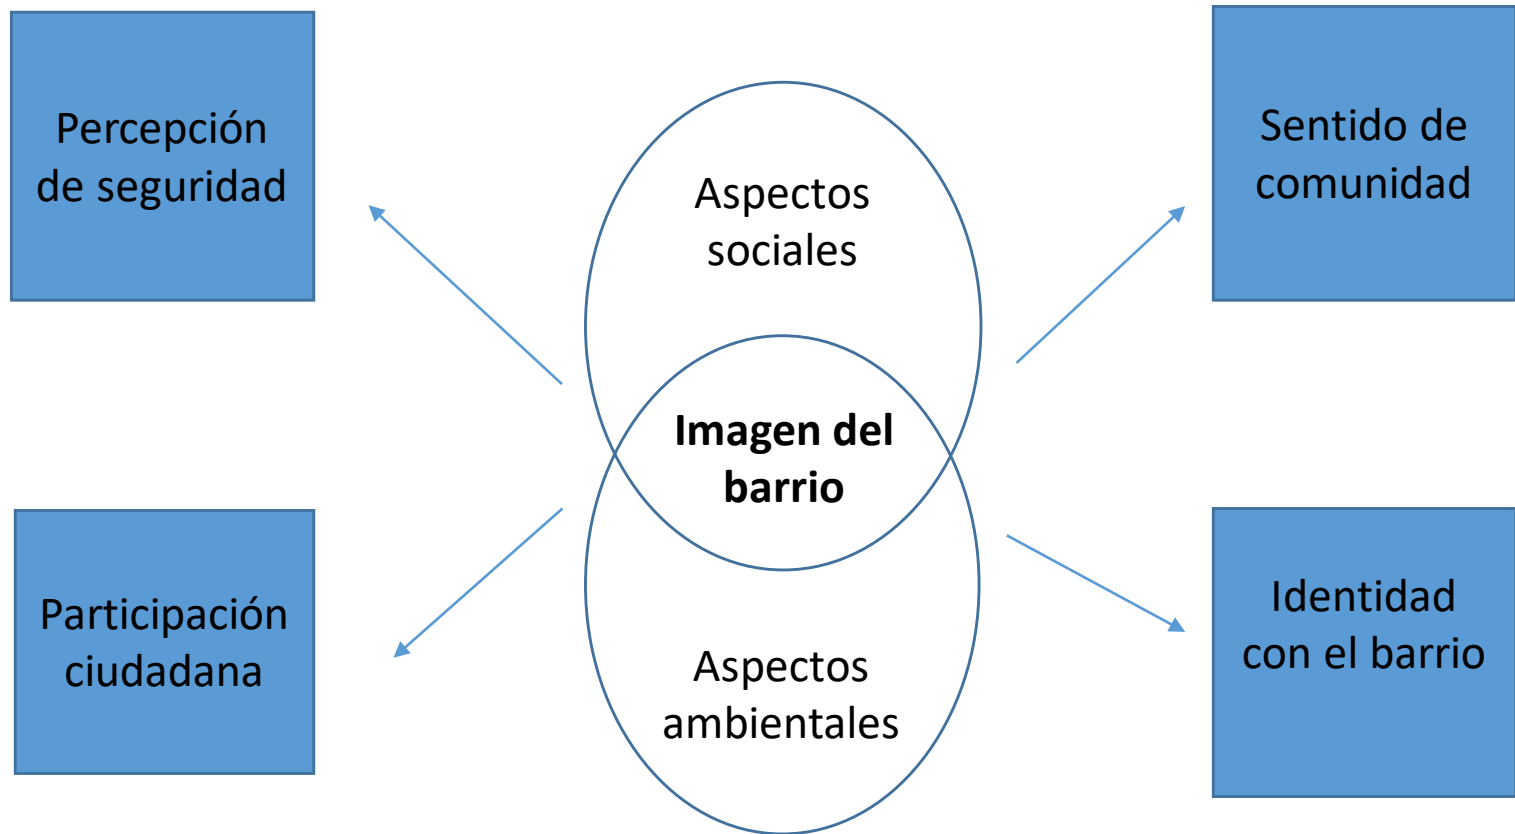 Percepción
de seguridad
Aspectos
sociales
Sentido de
comunidad
Imagen del
barrio
Participación
ciudadana
Aspectos
ambientales
Identidad
con el barrio